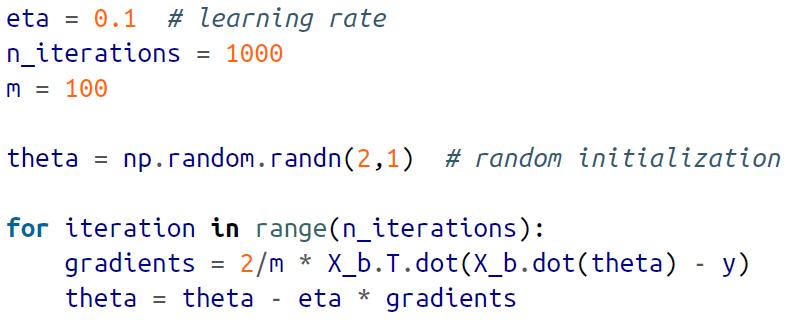 eta = 0.1  # learning rate
n_iterations = 1000
m = 100

theta = np.random.randn(2,1)  # random initialization

for iteration in range(n_iterations):
    gradients = 2/m * X_b.T.dot(X_b.dot(theta) - y)
    theta = theta - eta * gradients